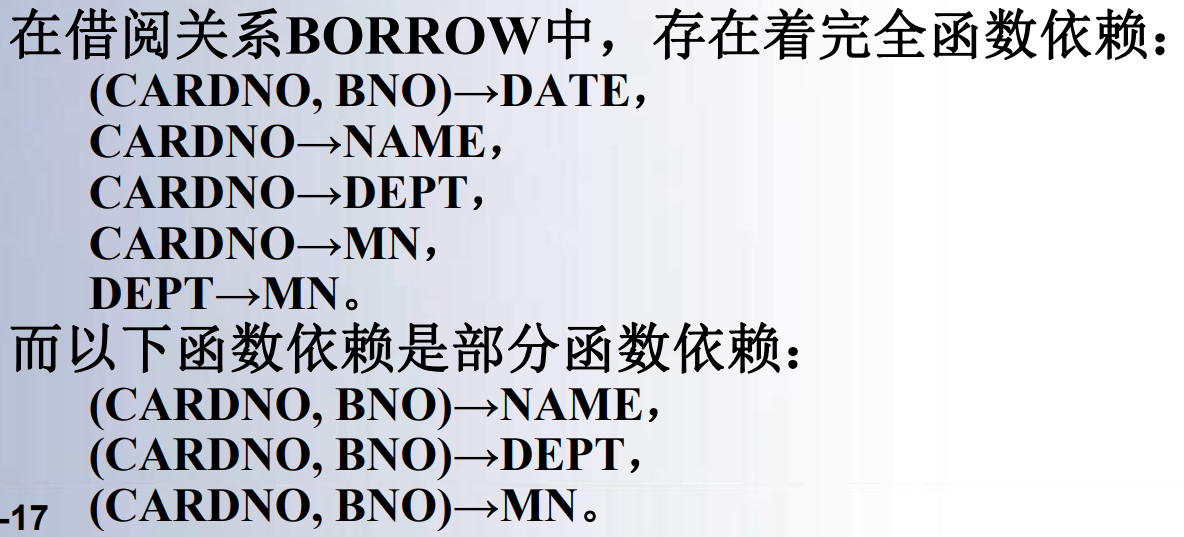 在借阅关系BORROW中，存在着完全函数依赖：
(CARDNO, BNO)→DATE，
CARDNO→NAME，
CARDNO→DEPT，
CARDNO→MN，
DEPT→MN。
而以下函数依赖是部分函数依赖：
(CARDNO, BNO)→NAME，
(CARDNO, BNO)→DEPT，
-17 (CARDNO, BNO)→MN。